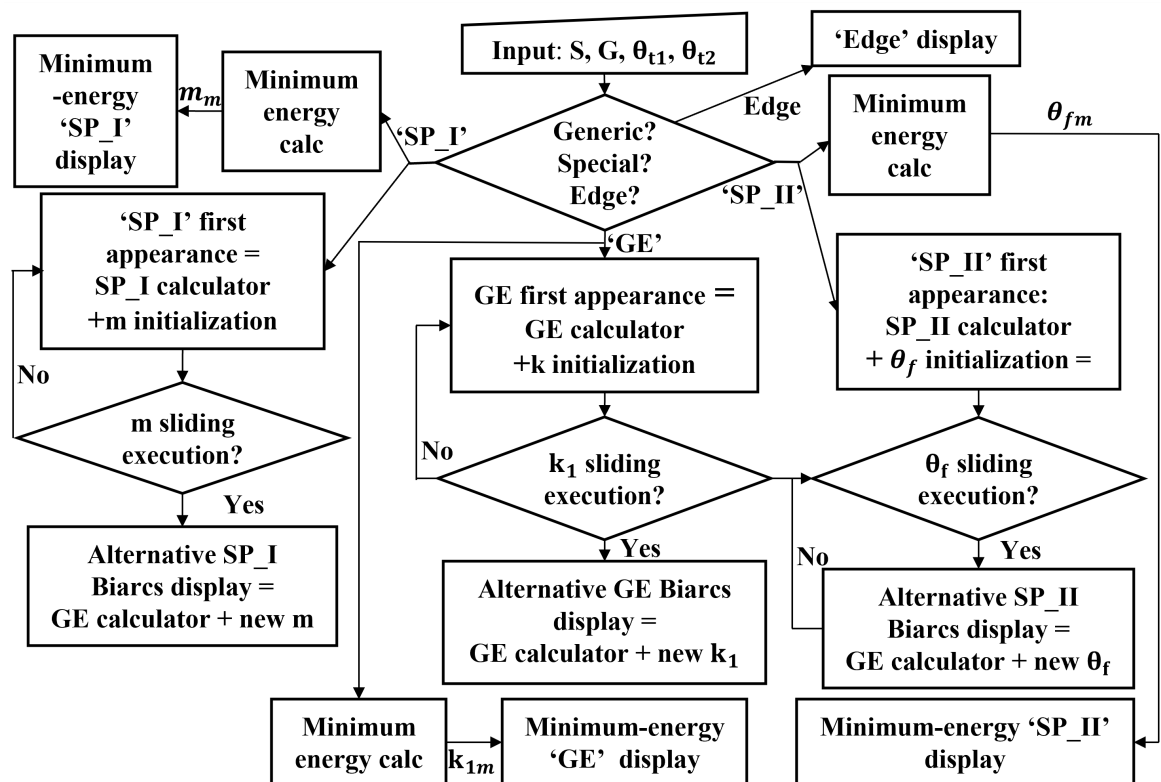 Input: S, G, θt1, θt2
'Edge' display
Minimum
-energy
'SP_I'
display
mm
Minimum
energy
calc
'SP_I'
Generic?
Special?
Edge?
Edge
'SP_II'
Minimum
energy
calc
θfm
'GE'
'SP_I' first
appearance =
SP_I calculator
+m initialization
GE first appearance =
GE calculator
+k initialization
'SP_II' first
appearance:
SP_II calculator
+ θf initialization =
No
m sliding
execution?
Yes
No
k1 sliding
execution?
Yes
θf sliding
execution?
Yes
No
Alternative SP_I
Biarcs display =
GE calculator + new m
Alternative GE Biarcs
display =
GE calculator + new k1
Alternative SP_II
Biarcs display =
GE calculator + new θf
Minimum
energy calc
k1m
Minimum-energy
'GE' display
Minimum-energy 'SP_II'
display